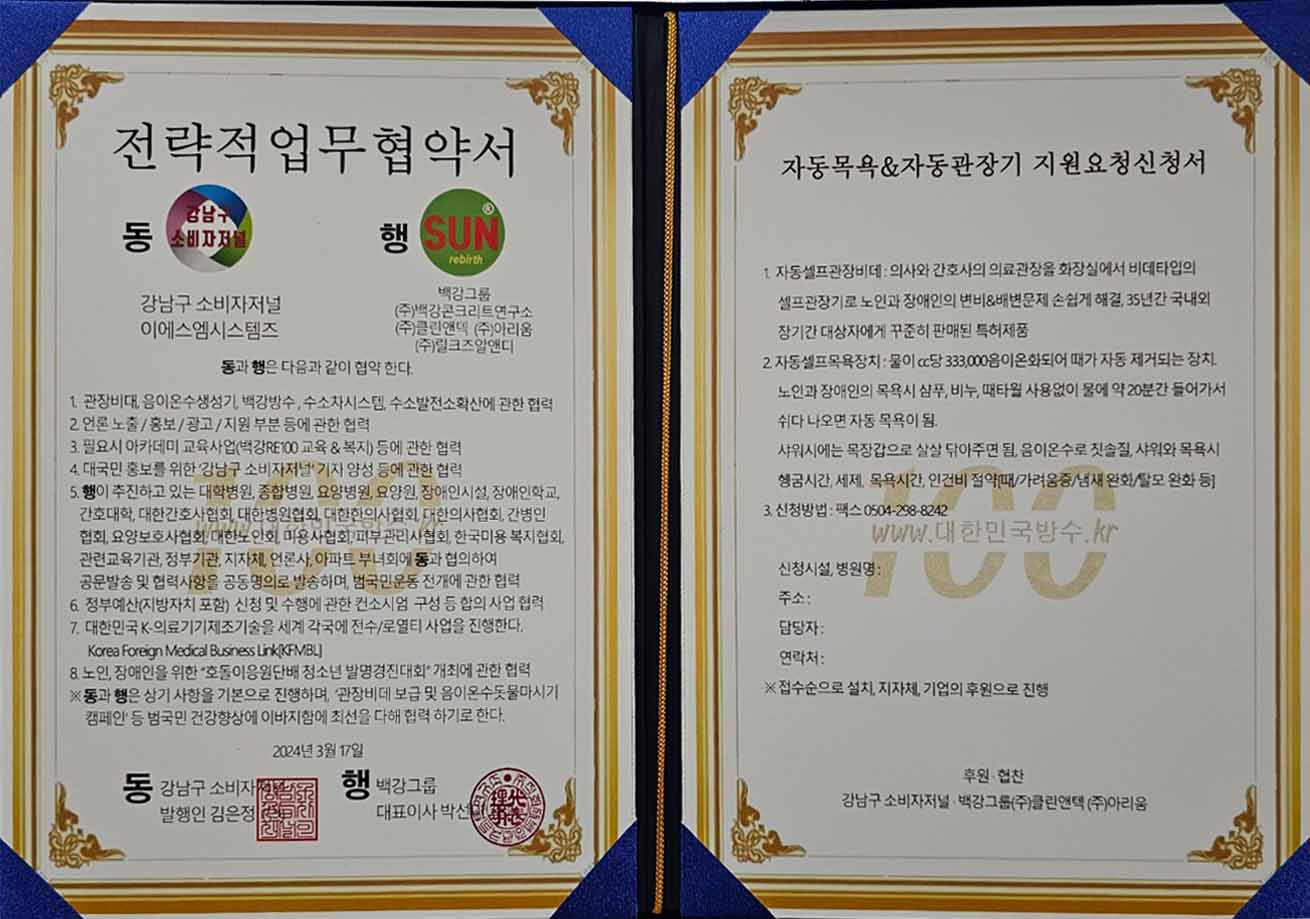 전략적업무협약서
동
강남구
소비자저널
행
SUN
®
rebirth
강남구 소비자저널
이에스엠시스템즈
백강그룹
(주)백강콘크리트연구소
(주)클린앤텍 (주)아리움
(주)릴크즈알앤디
동과 행은 다음과 같이 협약 한다.
1. 관장비대, 음이온수생성기, 백강방수, 수소차시스템, 수소발전소확산에 관한 협력
2. 언론 노출 / 홍보 / 광고 / 지원 부분 등에 관한 협력
3. 필요시 아카데미 교육사업(백강RE100 교육 & 복지) 등에 관한 협력
4. 대국민 홍보를 위한 '강남구 소비자저널' 기자 양성 등에 관한 협력
5. 행이 추진하고 있는 대학병원, 종합병원, 요양병원, 요양원, 장애인시설, 장애인학교,
간호대학, 대한간호사협회, 대한병원협회, 대한한의사협회, 대한의사협회, 간병인
협회, 요양보호사협회, 대한노인회, 미용사협회, 피부관리사협회, 한국미용 복지협회,
관련교육기관, 정부기관, 지자체, 언론사, 아파트 부녀회에 동과 협의하여
공문발송 및 협력사항을 공동명의로 발송하며, 범국민운동 전개에 관한 협력
6. 정부예산(지방자치 포함) 신청 및 수행에 관한 컨소시엄 구성 등 합의 사업 협력
7. 대한민국 K-의료기기제조기술을 세계 각국에 전수/로열티 사업을 진행한다.
Korea Foreign Medical Business Link[KFMBL]
8. 노인, 장애인을 위한 "호돌이응원단배 청소년 발명경진대회" 개최에 관한 협력
※ 동과 행은 상기 사항을 기본으로 진행하며, '관장비데 보급 및 음이온수돗물마시기
캠페인' 등 범국민 건강향상에 이바지함에 최선을 다해 협력 하기로 한다.
100
2024년 3월 17일
동 강남구 소비자저널
발행인 김은정
행 백강그룹
대표이사 박선
자동목욕&자동관장기 지원요청신청서
1. 자동셀프관장비데 : 의사와 간호사의 의료관장을 화장실에서 비데타입의
셀프관장기로 노인과 장애인의 변비&배변문제 손쉽게 해결, 35년간 국내외
장기간 대상자에게 꾸준히 판매된 특허제품
2. 자동셀프목욕장치 : 물이 cc당 333,000음이온화되어 때가 자동 제거되는 장치.
노인과 장애인의 목욕시 샴푸, 비누, 때타월 사용없이 물에 약 20분간 들어가서
쉬다 나오면 자동 목욕이 됨.
샤워시에는 목장갑으로 살살 닦아주면 됨, 음이온수로 칫솔질, 샤워와 목욕시
헹굼시간, 세제, 목욕시간, 인건비 절약[때/가려움증/냄새 완화/탈모 완화 등]
3. 신청방법 : 팩스 0504-298-8242
100
www.대한민국방수.kr
신청시설, 병원명 :
주소 :
담당자 :
연락처 :
※ 접수순으로 설치, 지자체, 기업의 후원으로 진행
후원 · 협찬
강남구 소비자저널 · 백강그룹(주)클린앤텍 (주)아리움